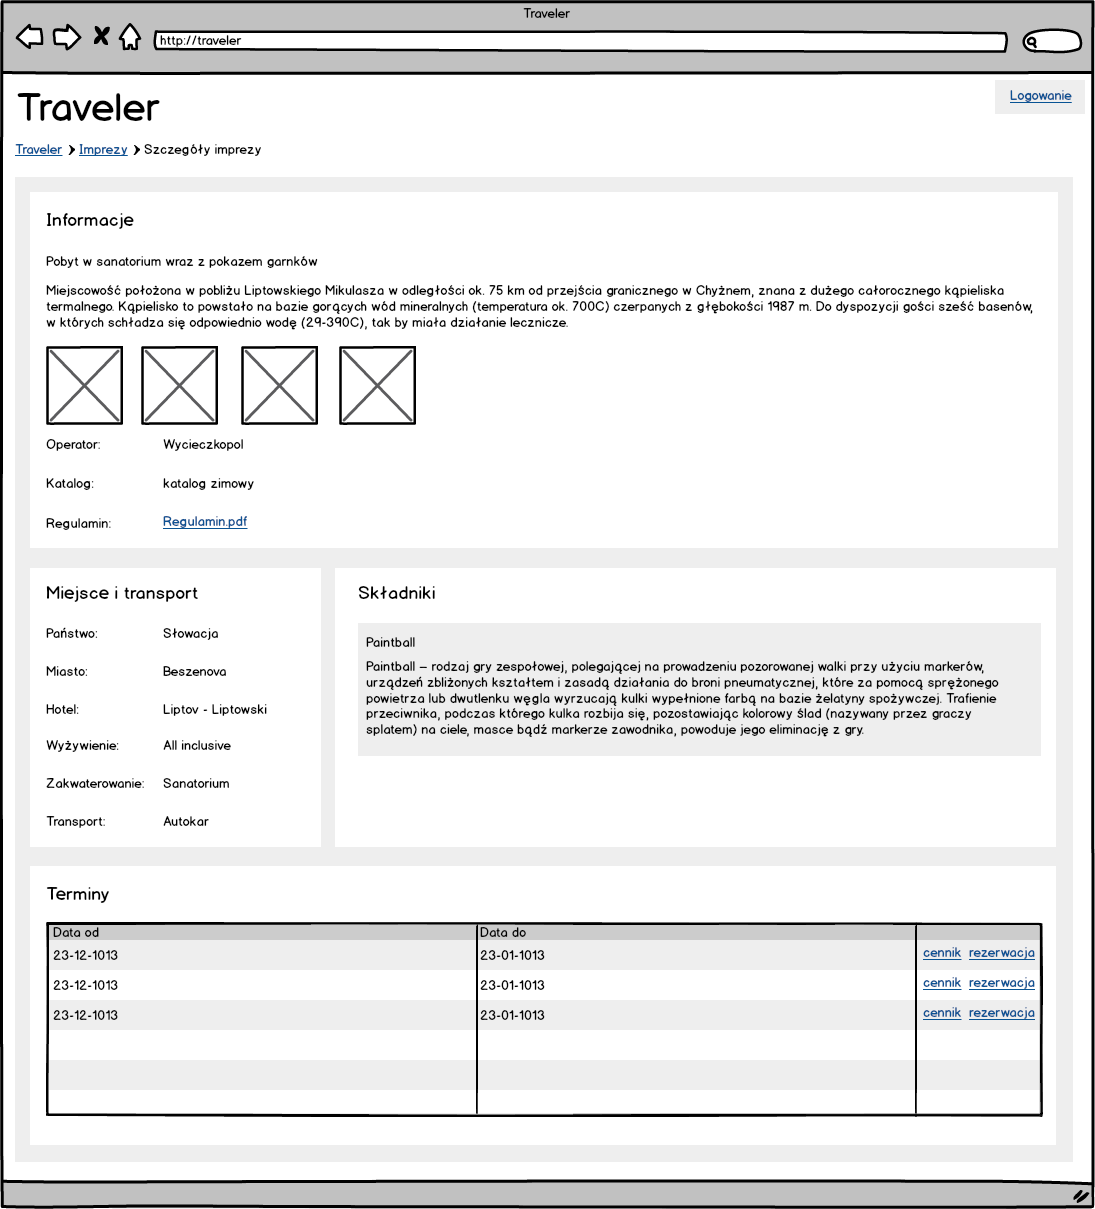 Traveler
http://traveler
Traveler
Logowanie
Traveler Imprezy Szczegóły imprezy
Informacje
Pobyt w sanatorium wraz z pokazem garnków
Miejscowość położona w pobliżu Liptowskiego Mikulasza w odległości ok. 75 km od przejścia granicznego w Chyżnem, znana z dużego całorocznego kąpieliska
termalnego. Kąpielisko to powstało na bazie gorących wód mineralnych (temperatura ok. 700C) czerpanych z głębokości 1987 m. Do dyspozycji gości sześć basenów,
w których schładza się odpowiednio wodę (29-390C), tak by miała działanie lecznicze.
Operator: Wycieczkopol
Katalog: katalog zimowy
Regulamin: Regulamin.pdf
Miejsce i transport
Państwo: Słowacja
Miasto: Beszenova
Hotel: Liptov - Liptowski
Wyżywienie: All inclusive
Zakwaterowanie: Sanatorium
Transport: Autokar
Składniki
Paintball
Paintball – rodzaj gry zespołowej, polegającej na prowadzeniu pozorowanej walki przy użyciu markerów,
urządzeń zbliżonych kształtem i zasadą działania do broni pneumatycznej, które za pomocą sprężonego
powietrza lub dwutlenku węgla wyrzucają kulki wypełnione farbą na bazie żelatyny spożywczej. Trafienie
przeciwnika, podczas którego kulka rozbija się, pozostawiając kolorowy ślad (nazywany przez graczy
splatem) na ciele, masce bądź markerze zawodnika, powoduje jego eliminację z gry.
Terminy
Data od Data do
23-12-1013 23-01-1013 cennik rezerwacja
23-12-1013 23-01-1013 cennik rezerwacja
23-12-1013 23-01-1013 cennik rezerwacja